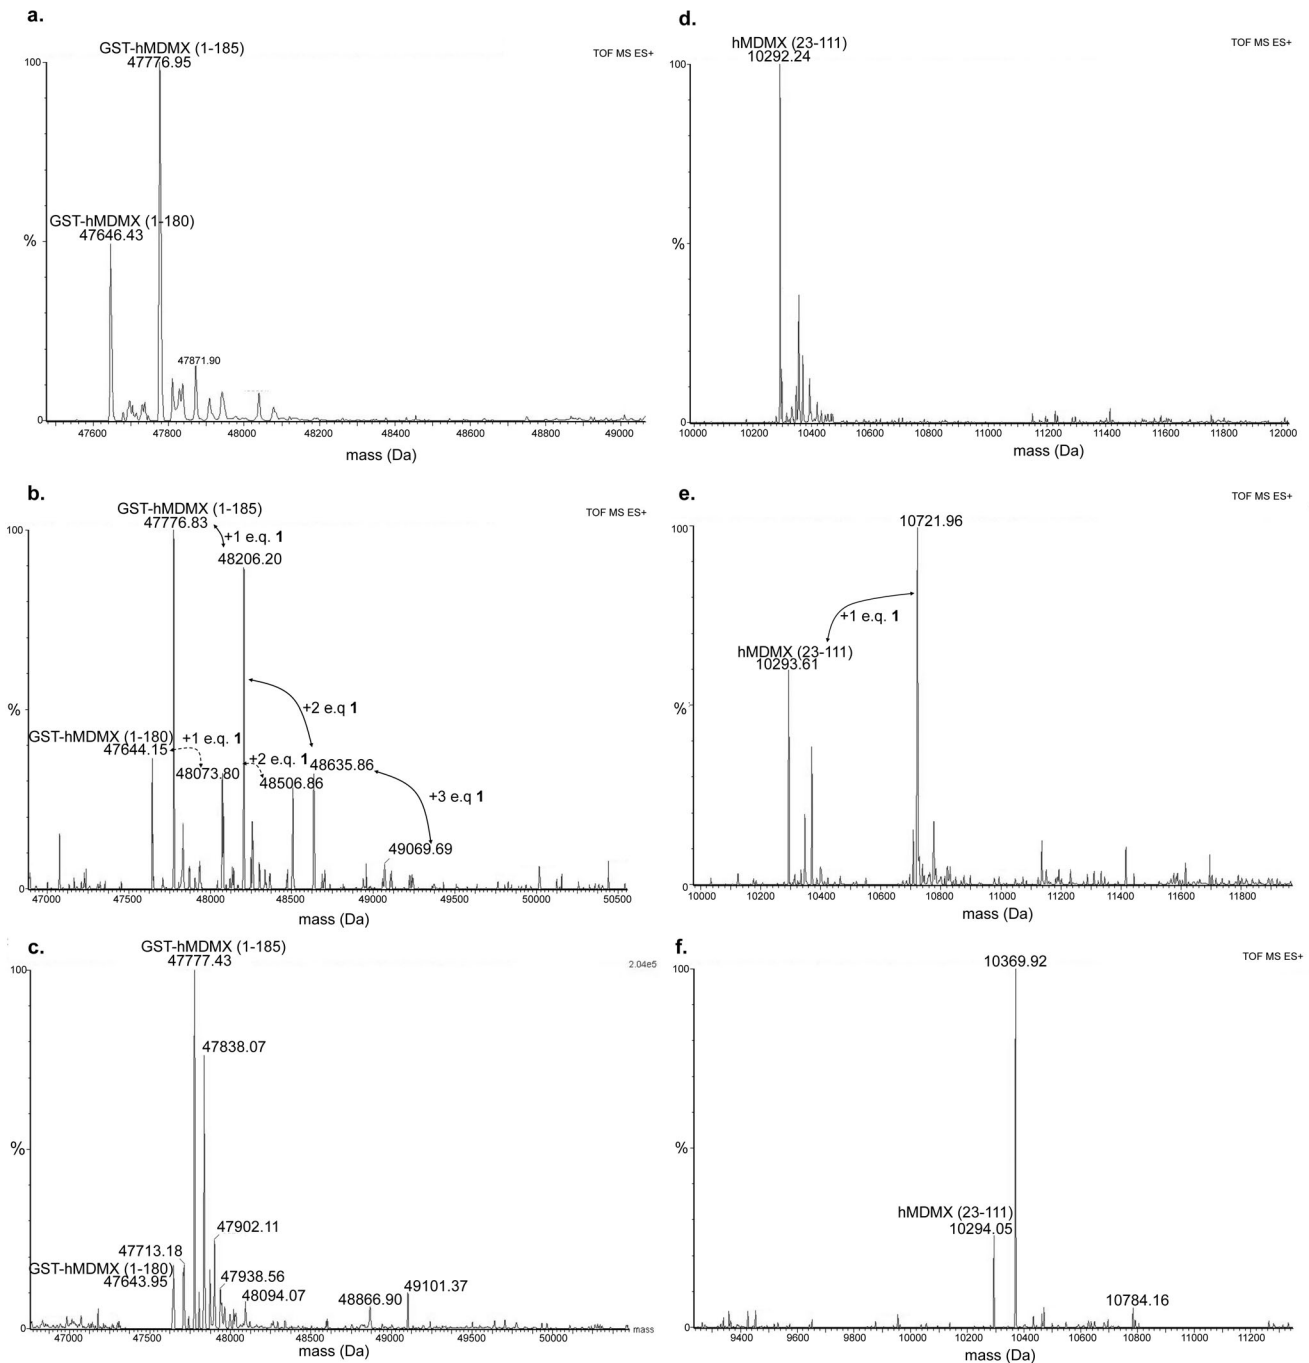 a.
GST-hMDMX (1-185)
47776.95
TOF MS ES+
100
GST-hMDMX (1-180)
47646.43
%
47871.90
0
47600 47800 48000 48200 48400 48600 48800 49000
mass (Da)
d.
hMDMX (23-111)
10292.24
TOF MS ES+
100
%
0
10000 10200 10400 10600 10800 11000 11200 11400 11600 11800 12000
mass (Da)
b.
GST-hMDMX (1-185)
47776.83
TOF MS ES+
100
+1 e.q. 1
48206.20
+2 e.q 1
%
GST-hMDMX (1-180)
47644.15
+1 e.q. 1
48073.80
+2 e.q. 1
48506.86
48635.86
+3 e.q 1
49069.69
0
47000 47500 48000 48500 49000 49500 50000 50500
mass (Da)
e.
TOF MS ES+
10721.96
100
+1 e.q. 1
hMDMX (23-111)
10293.61
%
0
10000 10200 10400 10600 10800 11000 11200 11400 11600 11800
mass (Da)
c.
GST-hMDMX (1-185)
47777.43
2.04e5
100
47838.07
%
47902.11
47713.18
GST-hMDMX (1-180)
47643.95
47938.56
48094.07
48866.90
49101.37
0
47000 47500 48000 48500 49000 49500 50000
mass
mass (Da)
f.
10369.92
TOF MS ES+
100
%
hMDMX (23-111)
10294.05
10784.16
0
9400 9600 9800 10000 10200 10400 10600 10800 11000 11200
mass (Da)